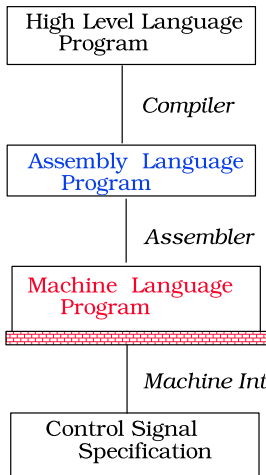 High Level Language
Program
Compiler
Assembly Language
Program
Assembler
Machine Language
Program
Machine Int
Control Signal
Specification